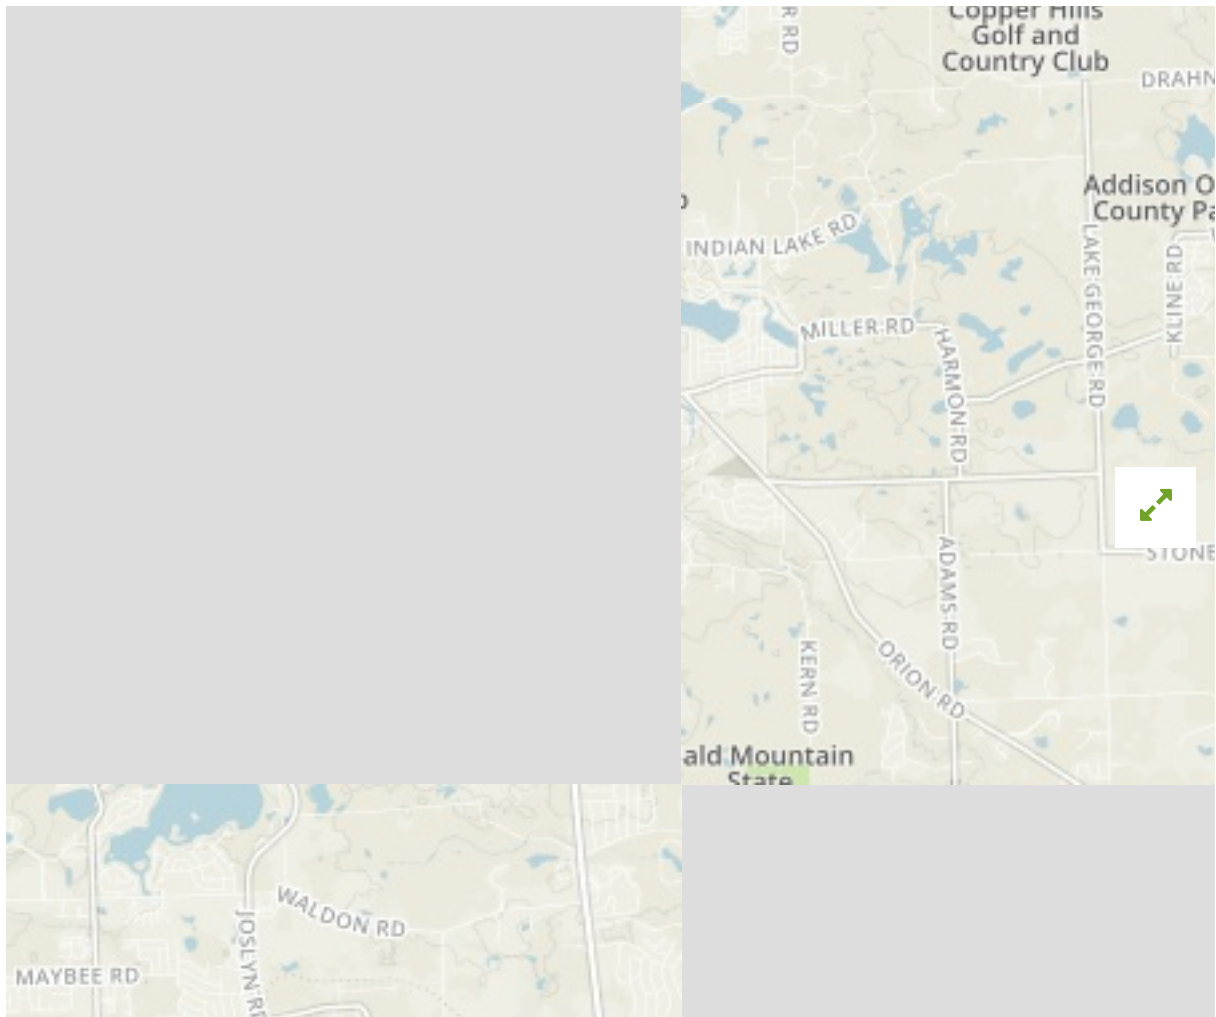 Copper Hills
Golf and
Country Club
R RD
DRAHN
Addison O
County Pa
INDIAN LAKE RD
LAKE GEORGE RD
KLINE RD
MILLER RD
HARMON RD
STONE
ADAMS RD
KERN RD
ORION RD
ald Mountain
State
WALDON RD
JOSLYN RD
MAYBEE RD